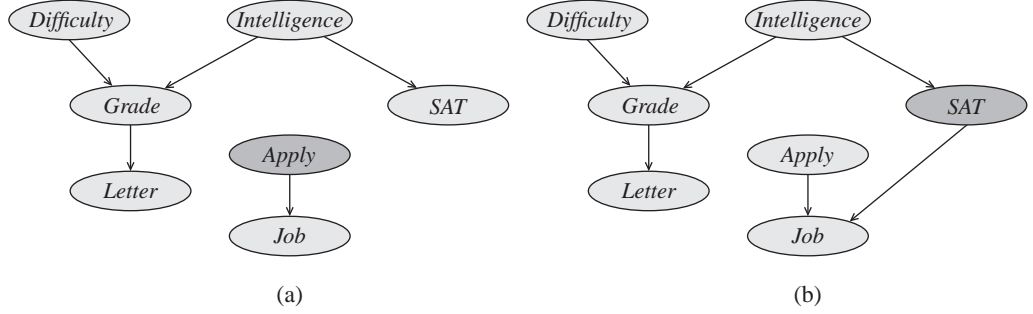 Difficulty
Intelligence
Grade
SAT
Apply
Letter
Job
(a)
Difficulty
Intelligence
Grade
SAT
Apply
Letter
Job
(b)